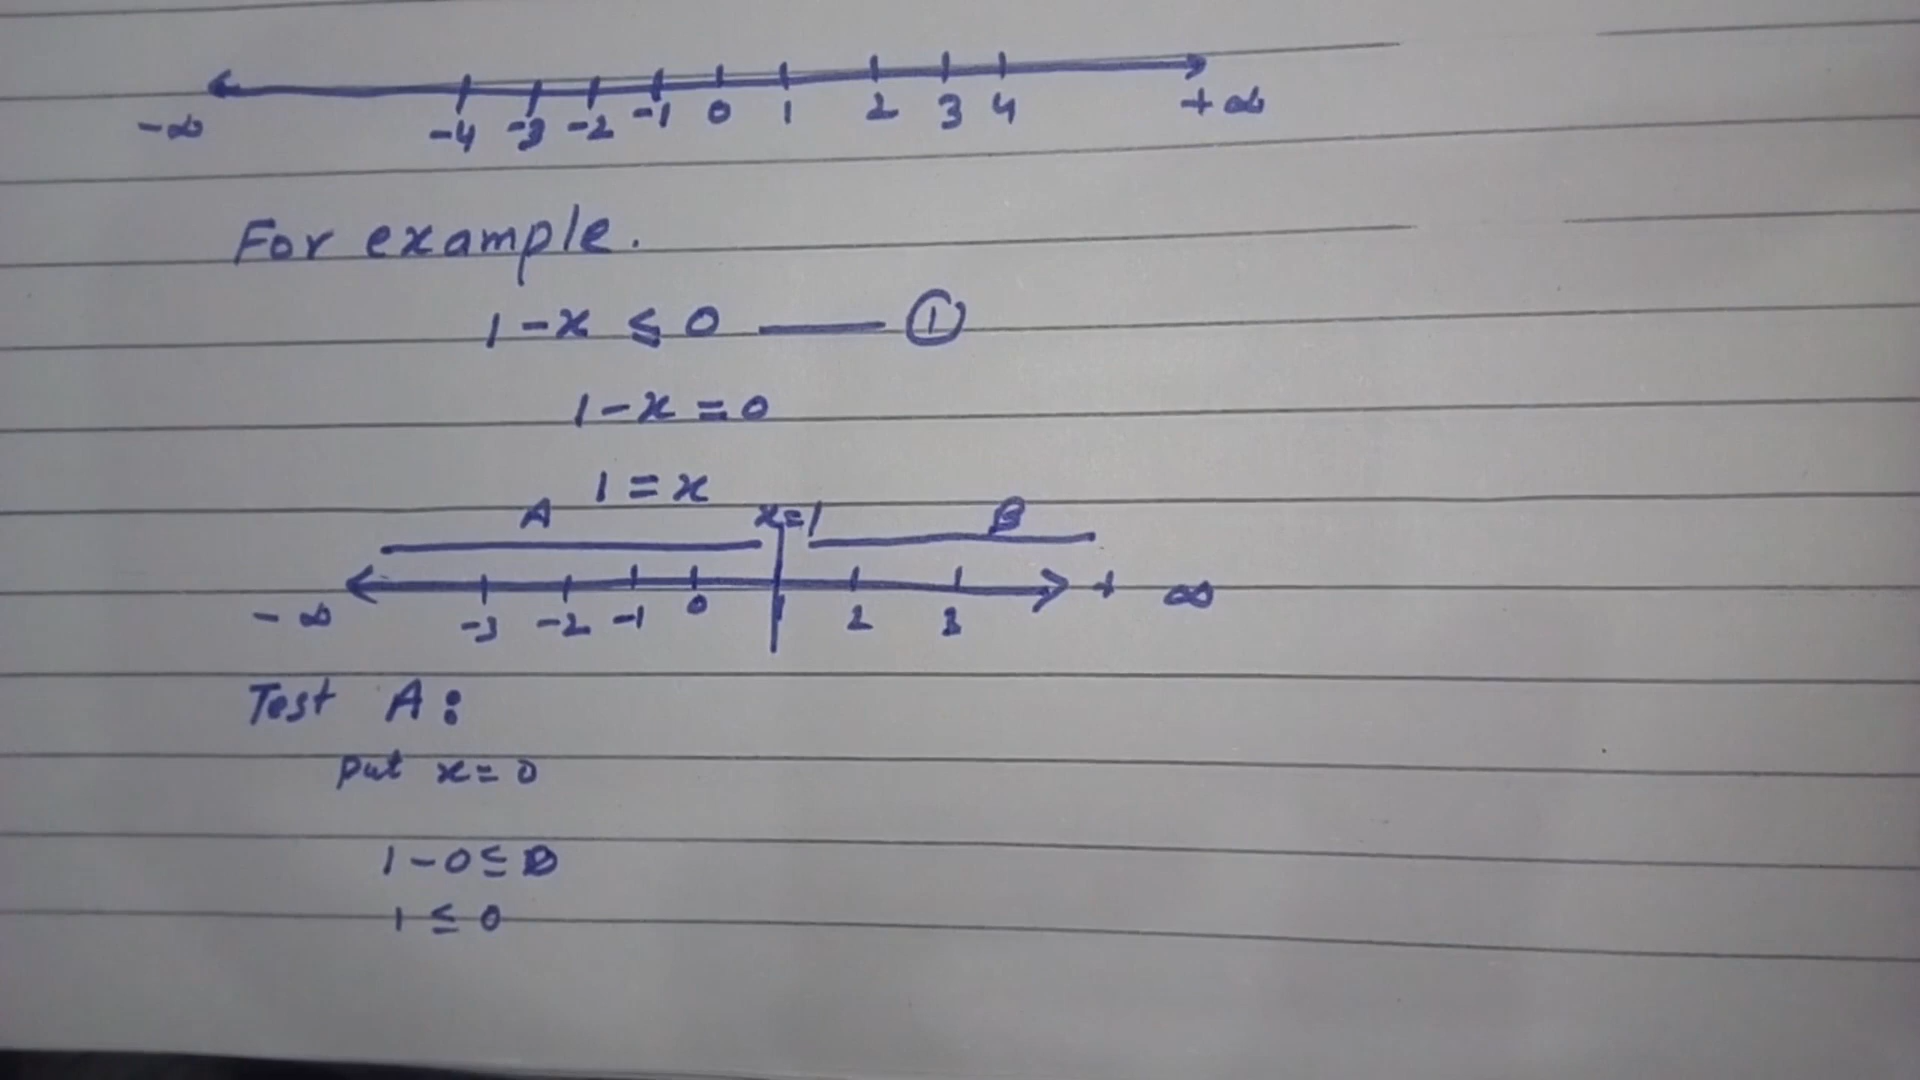 -∞ -4 -3 -2 -1 0 1 2 3 4 +∞
For example.
1-x ≤ 0 —— ①
1-x = 0
1 = x
A x=1 B
-∞ -3 -2 -1 0 1 2 3 + ∞
Test A:
put x=0
1-0≤0
1 ≤ 0